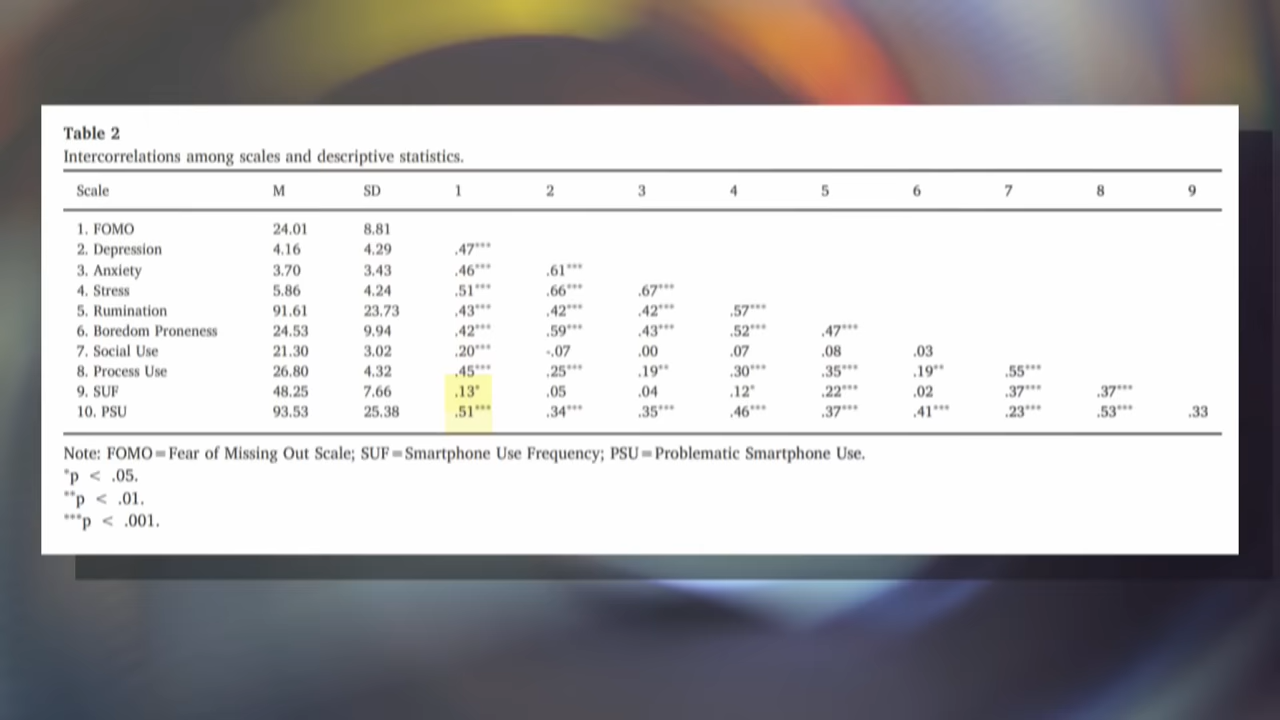 Table 2
Intercorrelations among scales and descriptive statistics.
Scale M SD 1 2 3 4 5 6 7 8 9
1. FOMO 24.01 8.81
2. Depression 4.16 4.29 .47***
3. Anxiety 3.70 3.43 .46*** .61***
4. Stress 5.86 4.24 .51*** .66*** .67***
5. Rumination 91.61 23.73 .43*** .42*** .42*** .57***
6. Boredom Proneness 24.53 9.94 .42*** .59*** .43*** .52*** .47***
7. Social Use 21.30 3.02 .20*** -.07 .00 .07 .08 .03
8. Process Use 26.80 4.32 .45*** .25*** .19** .30*** .35*** .19** .55***
9. SUF 48.25 7.66 .13* .05 .04 .12* .22*** .02 .37*** .37***
10. PSU 93.53 25.38 .51*** .34*** .35*** .46*** .37*** .41*** .23*** .53*** .33
Note: FOMO=Fear of Missing Out Scale; SUF=Smartphone Use Frequency; PSU=Problematic Smartphone Use.
*p < .05.
**p < .01.
***p < .001.